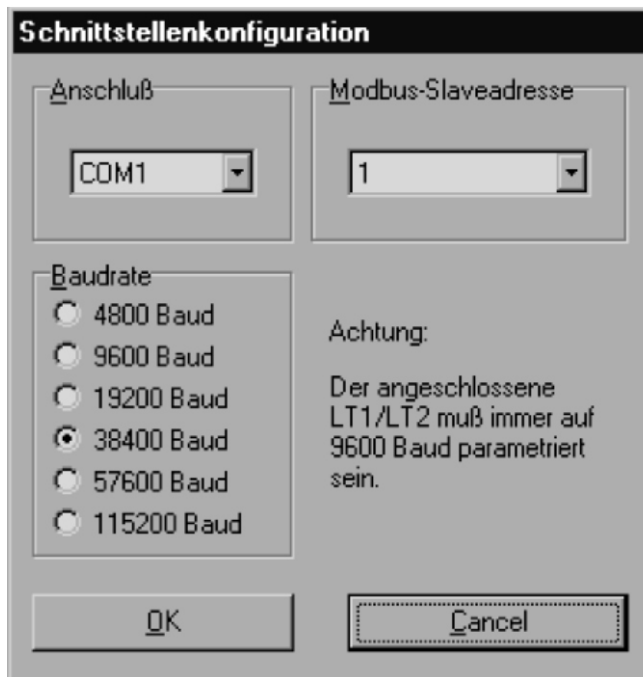 Schnittstellenkonfiguration
Anschluß
COM1
Modbus-Slaveadresse
1
Baudrate
4800 Baud
9600 Baud
19200 Baud
38400 Baud
57600 Baud
115200 Baud
Achtung:
Der angeschlossene
LT1/LT2 muß immer auf
9600 Baud parametriert
sein.
OK
Cancel